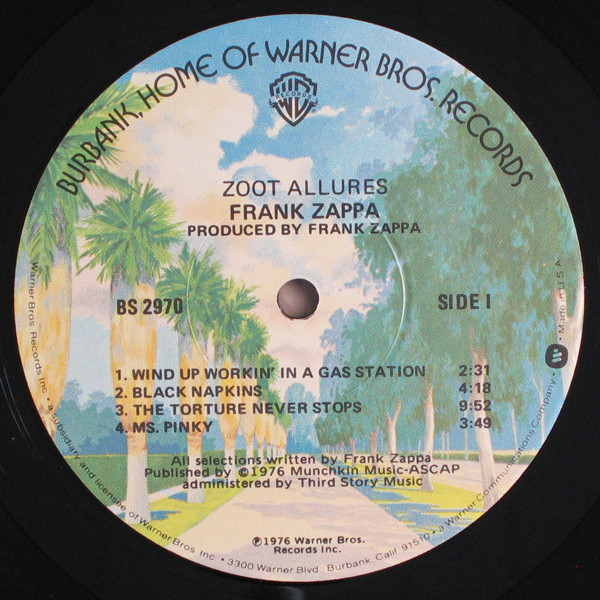 BURBANK, HOME OF WARNER BROS. RECORDS
WB
RECORDS
ZOOT ALLURES
FRANK ZAPPA
PRODUCED BY FRANK ZAPPA
BS 2970
SIDE I
1. WIND UP WORKIN' IN A GAS STATION 2:31
2. BLACK NAPKINS 4:18
3. THE TORTURE NEVER STOPS 9:52
4. MS. PINKY 3:49
All selections written by Frank Zappa
Published by ©1976 Munchkin Music-ASCAP
administered by Third Story Music
℗1976 Warner Bros.
Records Inc.
Warner Bros. Records Inc. • a subsidiary and licensee of Warner Bros. Inc. • 3300 Warner Blvd., Burbank, Calif. 91510 • a Warner Communications Company. • Made in U.S.A.